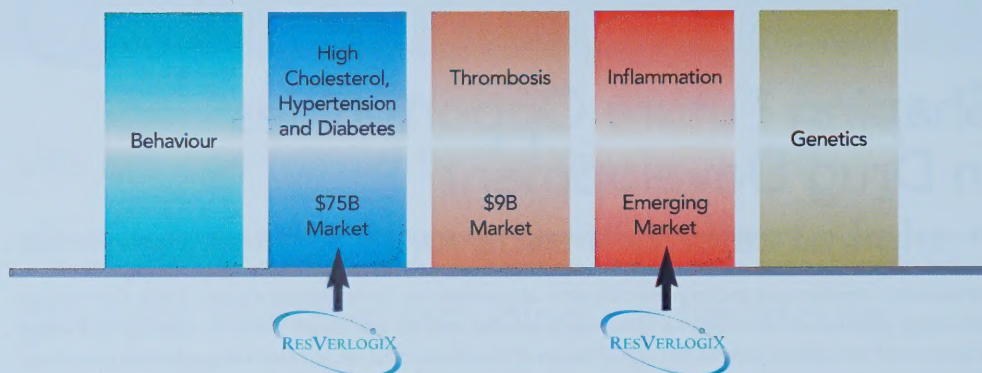 Behaviour
High
Cholesterol,
Hypertension
and Diabetes
$75B
Market
Thrombosis
$9B
Market
Inflammation
Emerging
Market
Genetics
RESVERLOGIX
RESVERLOGIX